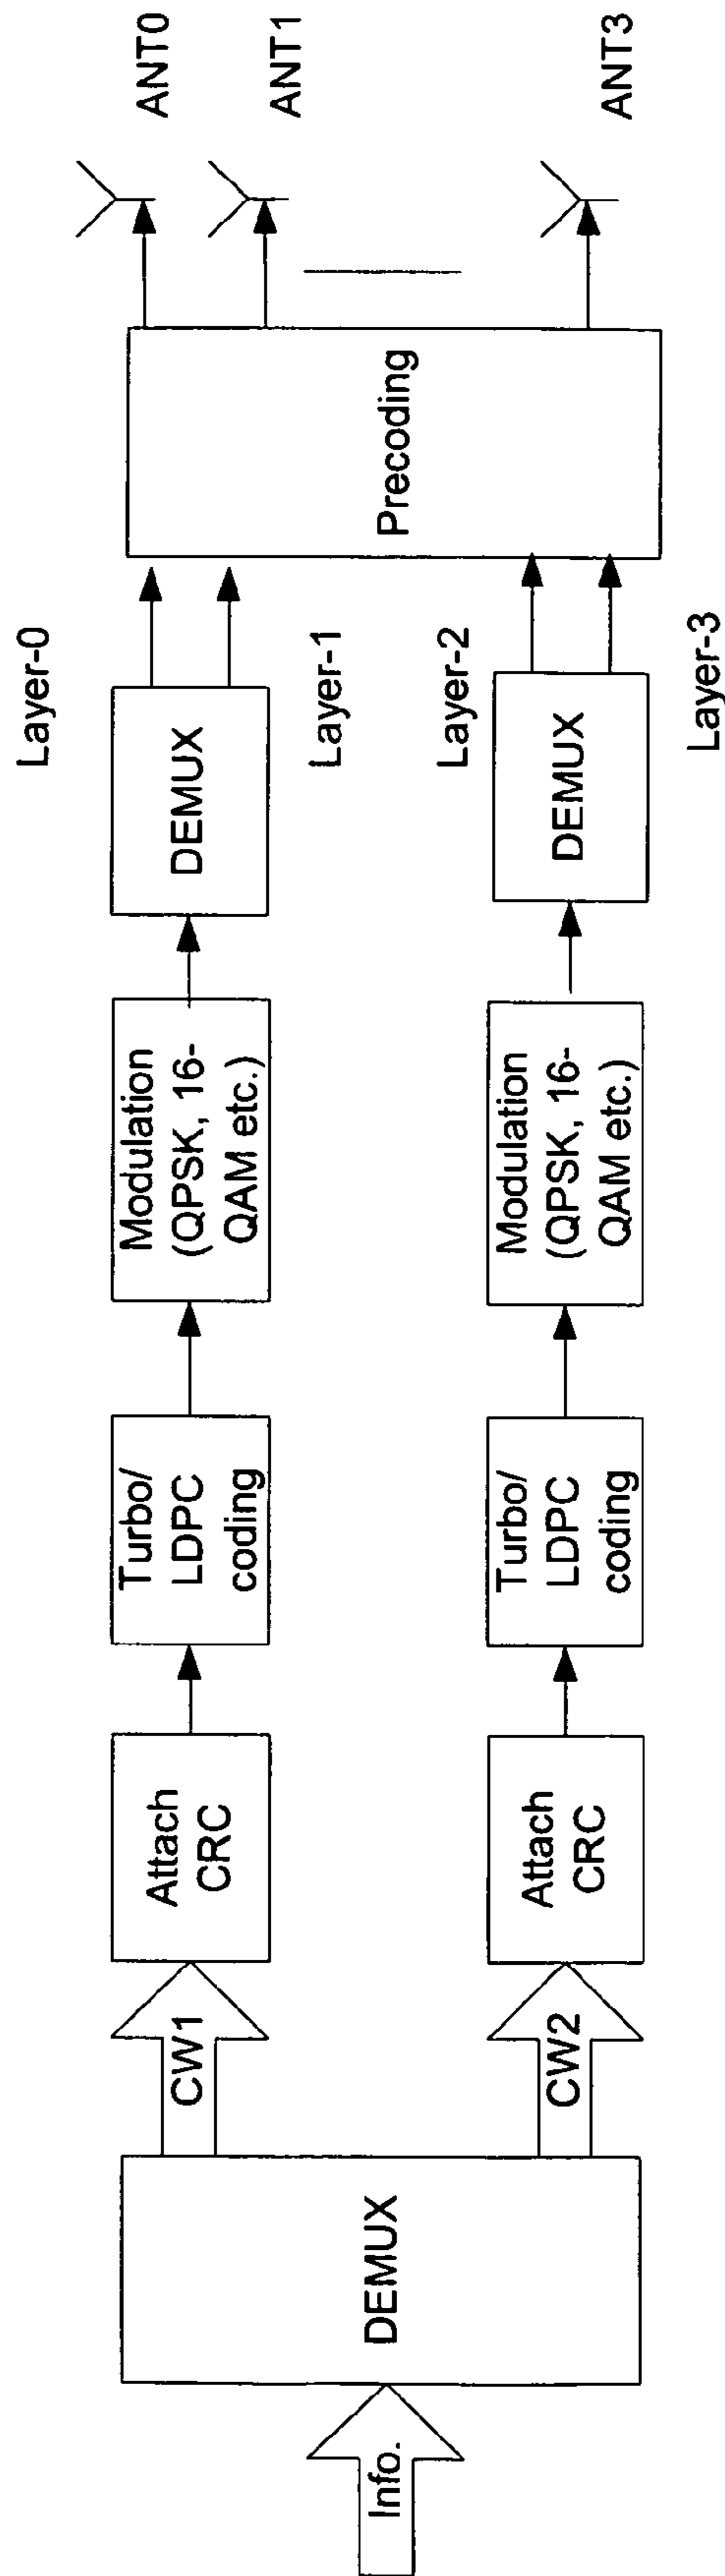 Info.
DEMUX
CW1
Attach
CRC
Turbo/
LDPC
coding
Modulation
(QPSK, 16-
QAM etc.)
DEMUX
Layer-0
Layer-1
CW2
Attach
CRC
Turbo/
LDPC
coding
Modulation
(QPSK, 16-
QAM etc.)
DEMUX
Layer-2
Layer-3
Precoding
ANT0
ANT1
ANT3